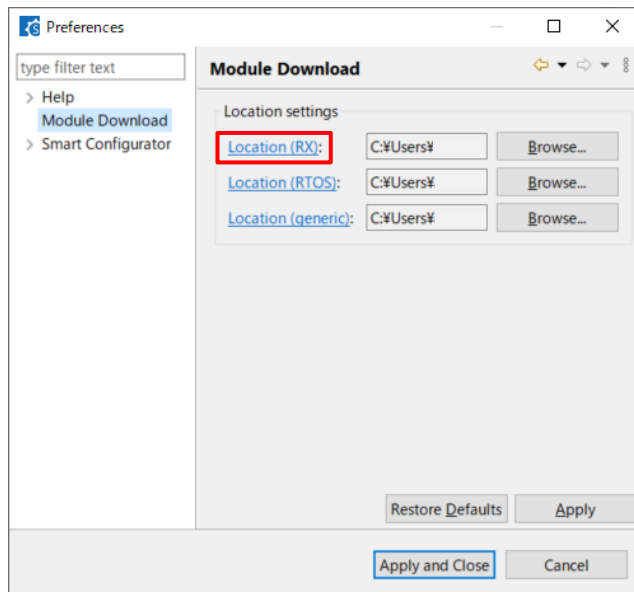 Preferences
type filter text
Module Download
Help
Module Download
Smart Configurator
Location settings
Location (RX): C:¥Users¥ Browse...
Location (RTOS): C:¥Users¥ Browse...
Location (generic): C:¥Users¥ Browse...
Restore Defaults Apply
Apply and Close Cancel